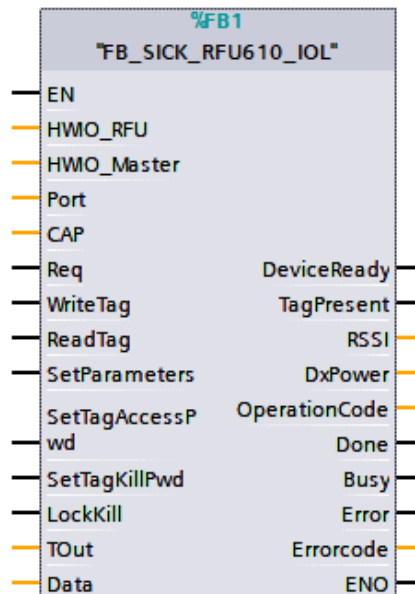 %FB1
"FB_SICK_RFU610_IOL"
EN
HWIO_RFU
HWIO_Master
Port
CAP
Req DeviceReady
WriteTag TagPresent
ReadTag RSSI
SetParameters DxPower
SetTagAccessP OperationCode
wd Done
SetTagKillPwd Busy
LockKill Error
TOut Errorcode
Data ENO